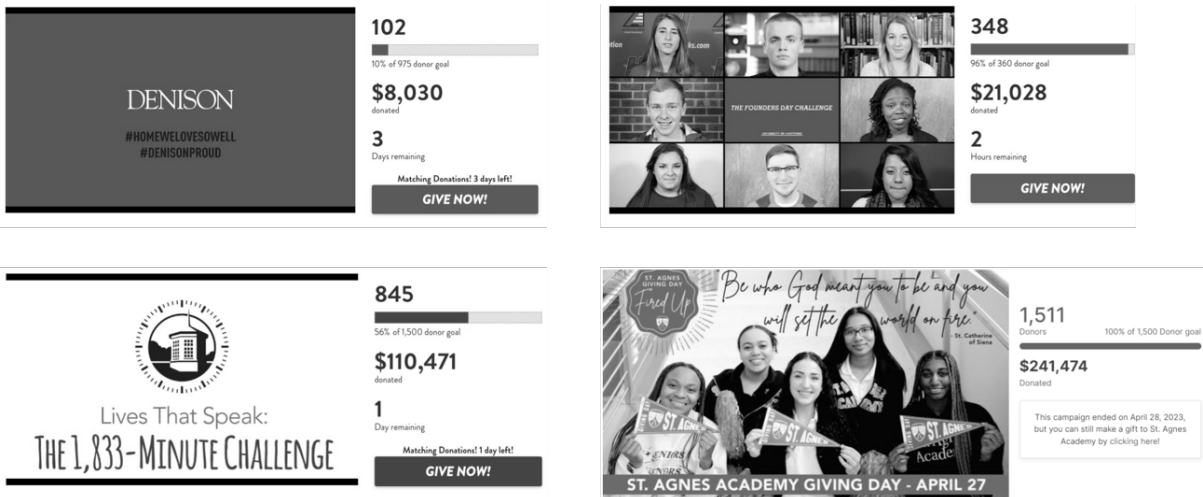 DENISON
#HOMEWELOVESOWELL
#DENISONPROUD
102
10% of 975 donor goal
$8,030
donated
3
Days remaining
Matching Donations! 3 days left!
GIVE NOW!
ks.com
THE FOUNDERS DAY CHALLENGE
348
96% of 360 donor goal
$21,028
donated
2
Hours remaining
GIVE NOW!
Lives That Speak:
THE 1,833-MINUTE CHALLENGE
845
56% of 1,500 donor goal
$110,471
donated
1
Day remaining
Matching Donations! 1 day left!
GIVE NOW!
ST. AGNES
GIVING DAY
Fired Up
"Be who God meant you to be and you
will set the world on fire."
- St. Catherine
of Siena
ST. AGNES
ST. AGNES
ST. AGNES ACADEMY GIVING DAY - APRIL 27
1,511
Donors
100% of 1,500 Donor goal
$241,474
Donated
This campaign ended on April 28, 2023,
but you can still make a gift to St. Agnes
Academy by clicking here!